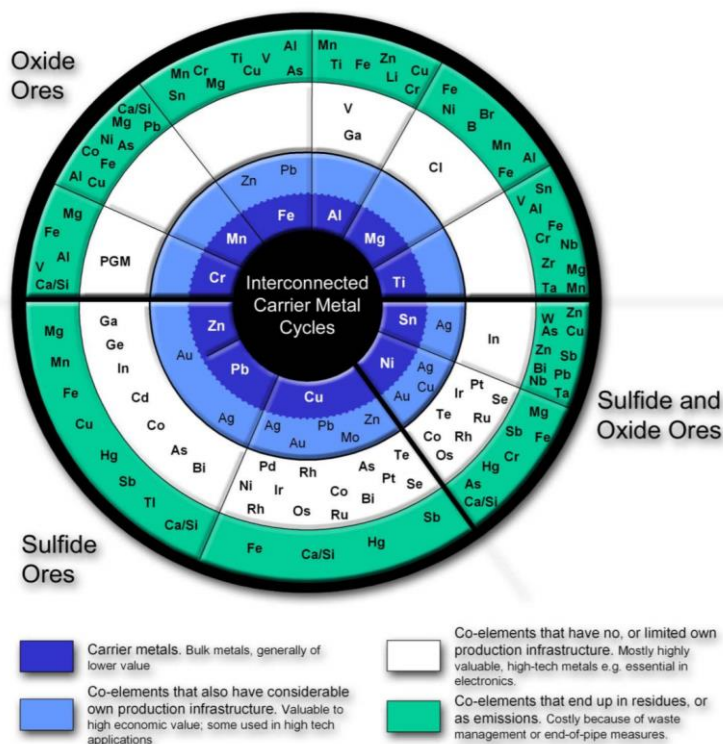 Oxide
Ores
Sulfide and
Oxide Ores
Sulfide
Ores
Interconnected
Carrier Metal
Cycles
Fe
Al
Mg
Ti
Sn
Ni
Cu
Pb
Zn
Cr
Mn
Zn Pb
Ag
Ag
Cu
Au
Zn
Mo
Pb
Au
Ag
Ag
Au
V
Ga
Cl
In
Ir Pt Se
Te Ru
Co Rh
Os
Pd Rh As Te
Ni Ir Co Bi Pt Se
Rh Os Ru
Ga
Ge
In
Cd
Co
As
Bi
PGM
Mn Cr Ti V Al
Sn Mg Cu As
Mn
Ti Fe Zn Cu
Li Cr
Fe
Ni Br
B
Mn
Fe Al
Sn
V Al
Fe
Cr Nb
Zr Mg
Ta Mn
W Zn
As Cu
Zn Sb
Bi Pb
Nb Ta
Mg
Sb Fe
Cr
Hg
As
Ca/Si
Sb
Hg
Ca/Si
Fe
Mg
Mn
Fe
Cu
Hg
Sb
Tl
Ca/Si
Mg
Fe
V Al
Ca/Si
Ca/Si
Mg Pb
Ni As
Co Fe
Al Cu
Carrier metals. Bulk metals, generally of
lower value
Co-elements that also have considerable
own production infrastructure. Valuable to
high economic value; some used in high tech
applications
Co-elements that have no, or limited own
production infrastructure. Mostly highly
valuable, high-tech metals e.g. essential in
electronics.
Co-elements that end up in residues, or
as emissions. Costly because of waste
management or end-of-pipe measures.